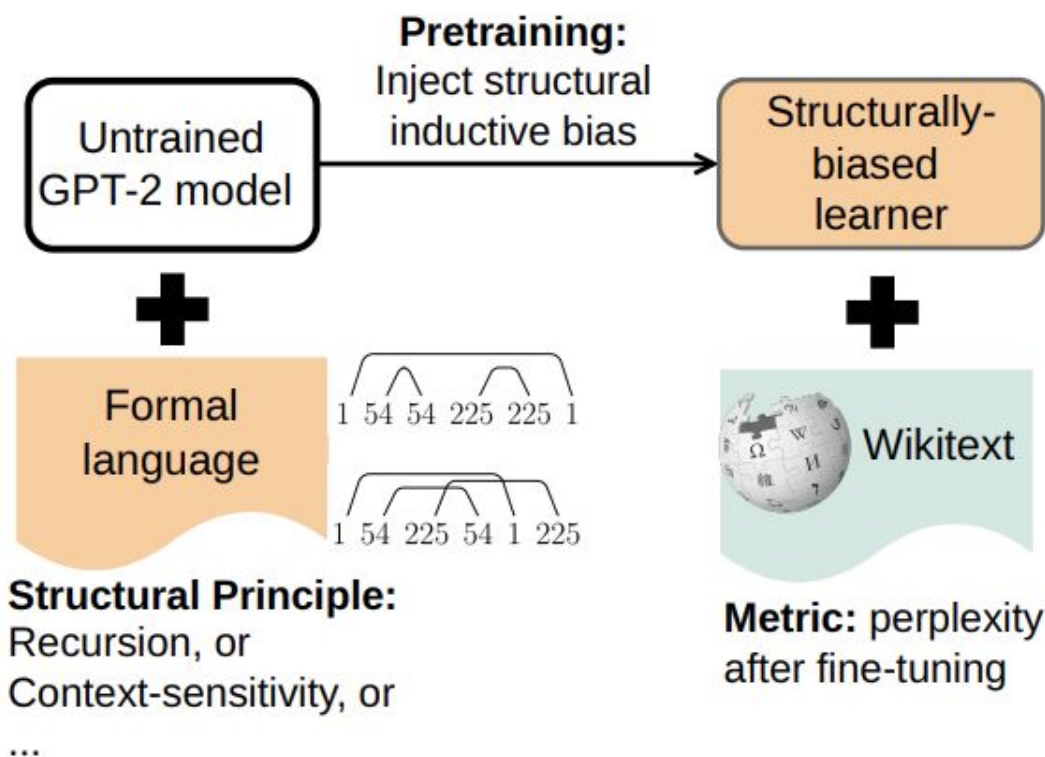 Pretraining:
Inject structural
inductive bias
Untrained
GPT-2 model
Structurally-
biased
learner
Formal
language
1 54 54 225 225 1
1 54 225 54 1 225
Wikitext
Structural Principle:
Recursion, or
Context-sensitivity, or
...
Metric: perplexity
after fine-tuning